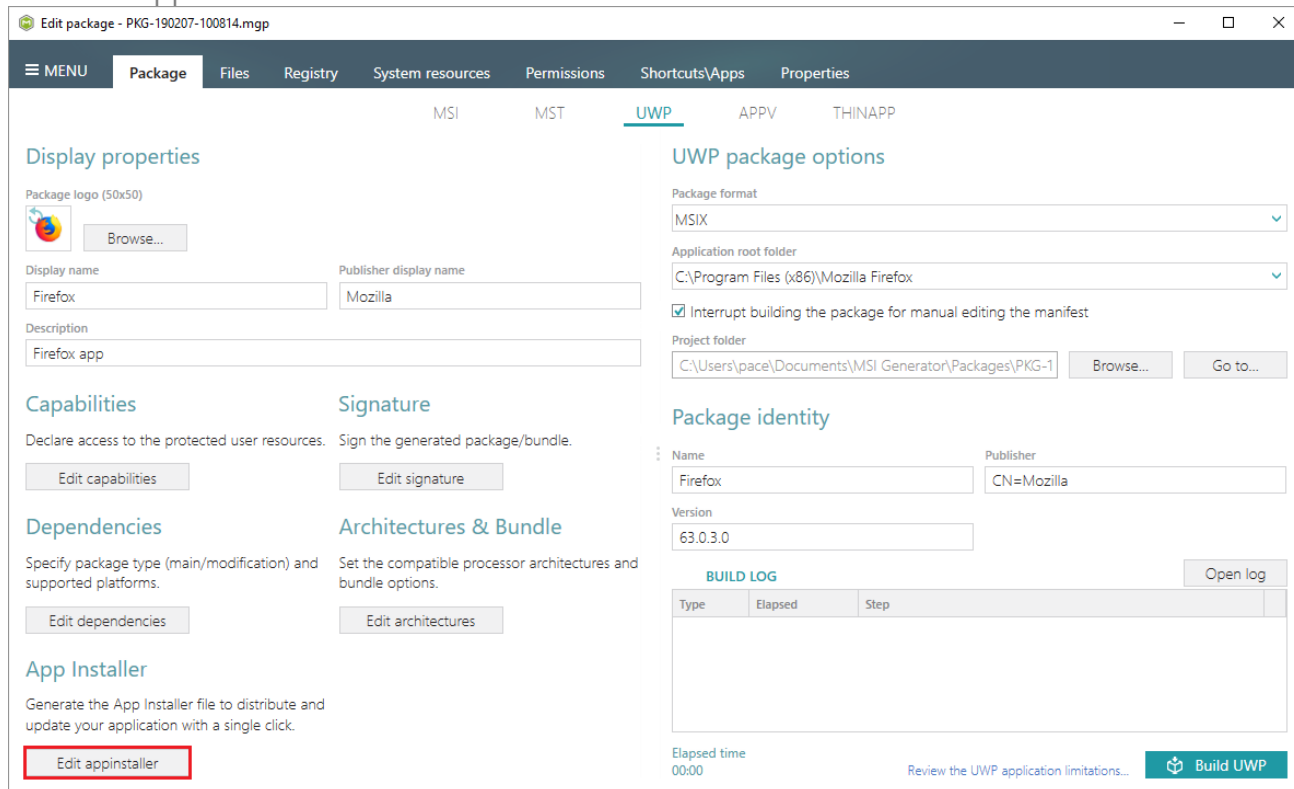 Edit package - PKG-190207-100814.mgp
MENU Package Files Registry System resources Permissions Shortcuts\Apps Properties
MSI MST UWP APPV THINAPP
Display properties
Package logo (50x50)
Browse...
Display name Publisher display name
Firefox Mozilla
Description
Firefox app
Capabilities Signature
Declare access to the protected user resources. Sign the generated package/bundle.
Edit capabilities Edit signature
Dependencies Architectures & Bundle
Specify package type (main/modification) and Set the compatible processor architectures and
supported platforms. bundle options.
Edit dependencies Edit architectures
App Installer
Generate the App Installer file to distribute and
update your application with a single click.
Edit appinstaller
UWP package options
Package format
MSIX
Application root folder
C:\Program Files (x86)\Mozilla Firefox
Interrupt building the package for manual editing the manifest
Project folder
C:\Users\pace\Documents\MSI Generator\Packages\PKG-1 Browse... Go to...
Package identity
Name Publisher
Firefox CN=Mozilla
Version
63.0.3.0
BUILD LOG Open log
Type Elapsed Step
Elapsed time
00:00 Review the UWP application limitations... Build UWP